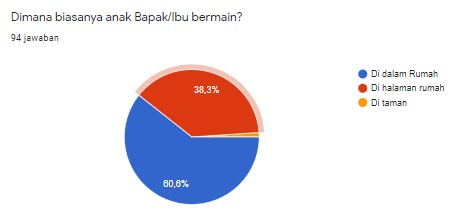 Dimana biasanya anak Bapak/Ibu bermain?
94 jawaban
Di dalam Rumah
Di halaman rumah
Di taman
38,3%
60,6%